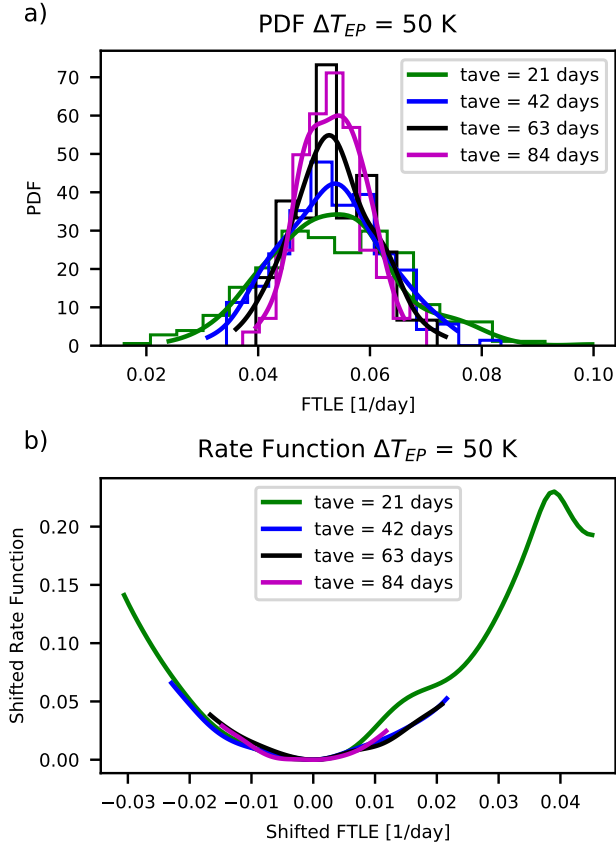 a)
PDF ΔT_EP = 50 K
PDF
70
60
50
40
30
20
10
0
tave = 21 days
tave = 42 days
tave = 63 days
tave = 84 days
0.02 0.04 0.06 0.08 0.10
FTLE [1/day]
b)
Rate Function ΔT_EP = 50 K
Shifted Rate Function
0.20
0.15
0.10
0.05
0.00
tave = 21 days
tave = 42 days
tave = 63 days
tave = 84 days
−0.03 −0.02 −0.01 0.00 0.01 0.02 0.03 0.04
Shifted FTLE [1/day]